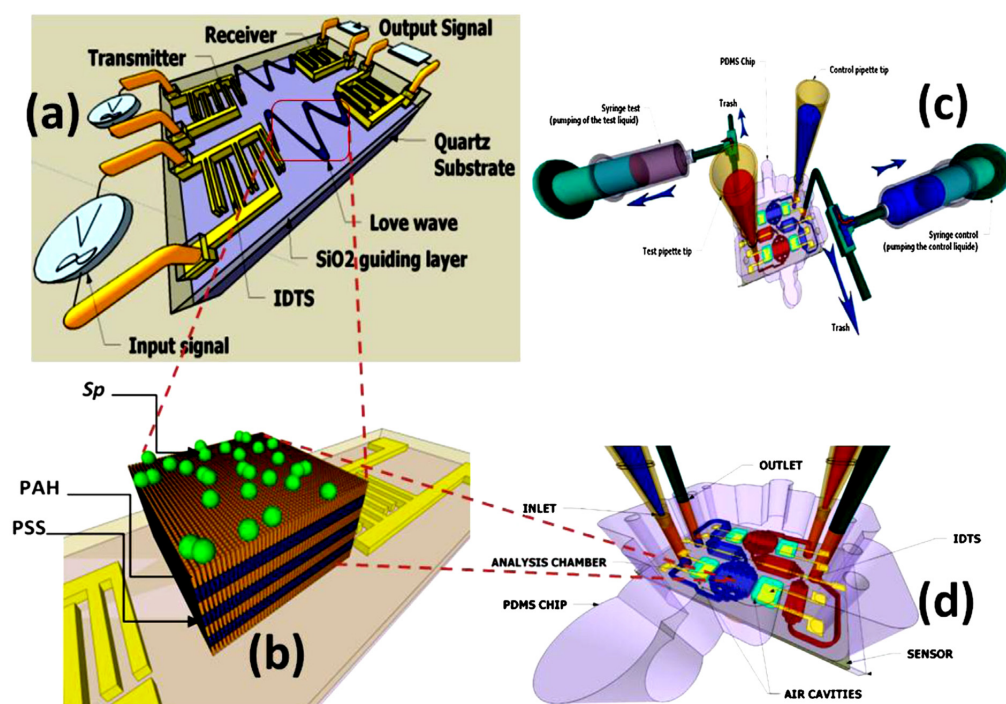 (a)
Output Signal
Receiver
Transmitter
Quartz
Substrate
Love wave
SiO2 guiding layer
IDTS
Input signal
(c)
Control pipette tip
PDMS Chip
Trash
Syringe test
(pumping of the test liquid)
Test pipette tip
Syringe control
(pumping the control liquide)
Trash
Sp
PAH
PSS
(b)
OUTLET
INLET
IDTS
ANALYSIS CHAMBER
PDMS CHIP
(d)
SENSOR
AIR CAVITIES